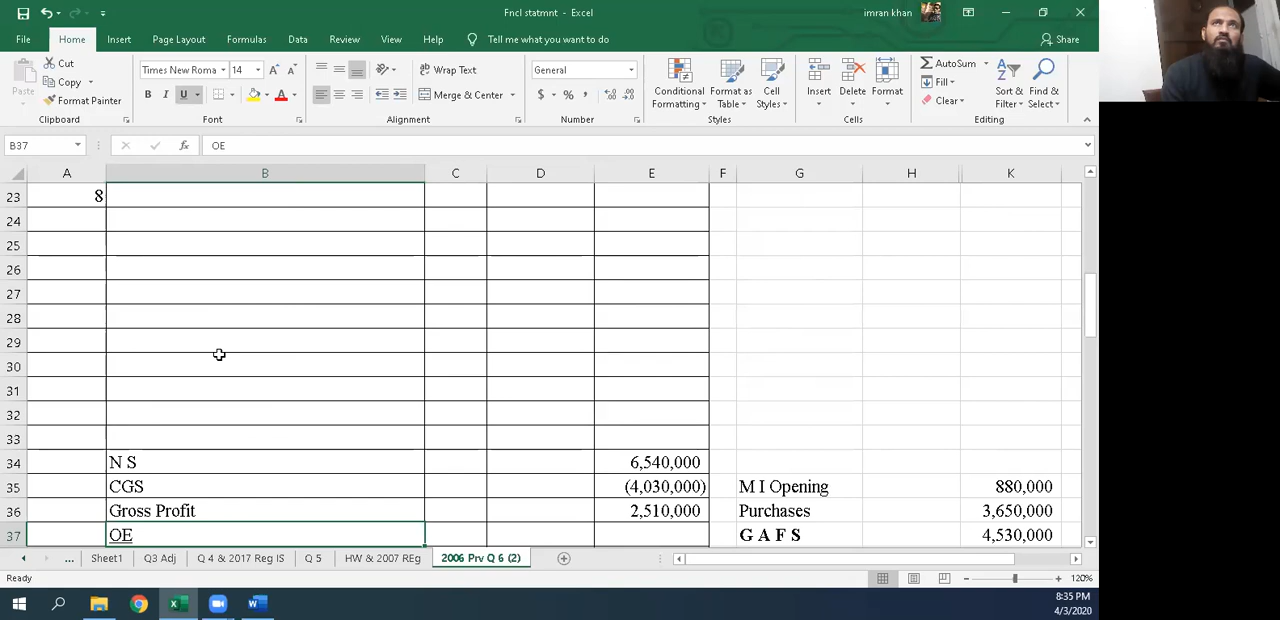 Fncl statmnt - Excel
imran khan
File Home Insert Page Layout Formulas Data Review View Help Tell me what you want to do Share
Cut
Copy
Format Painter
Paste
Clipboard
Times New Roma 14
A A
B I U A
Font
Wrap Text
Merge & Center
Alignment
General
$ % ,
Number
Conditional Formatting
Format as Table
Cell Styles
Styles
Insert Delete Format
Cells
AutoSum
Fill
Clear
Sort & Filter
Find & Select
Editing
B37 fx OE
A B C D E F G H K
23 8
24
25
26
27
28
29
30
31
32
33
34 N S 6,540,000
35 CGS (4,030,000) M I Opening 880,000
36 Gross Profit 2,510,000 Purchases 3,650,000
37 OE G A F S 4,530,000
... Sheet1 Q3 Adj Q 4 & 2017 Reg IS Q 5 HW & 2007 REg 2006 Prv Q 6 (2)
Ready 120%
8:35 PM
4/3/2020